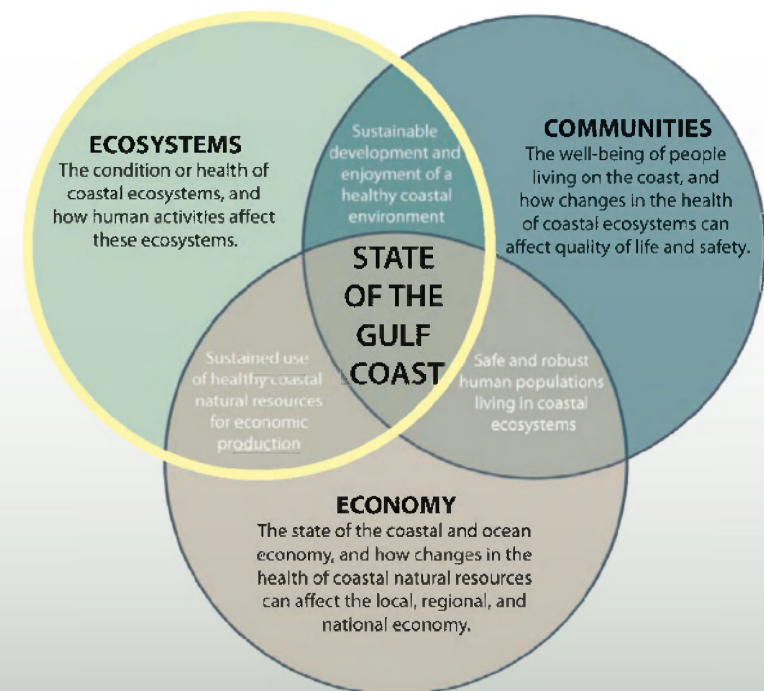 ECOSYSTEMS
The condition or health of
coastal ecosystems, and
how human activities affect
these ecosystems.
Sustainable
development and
enjoyment of a
healthy coastal
environment
COMMUNITIES
The well-being of people
living on the coast, and
how changes in the health
of coastal ecosystems can
affect quality of life and safety.
STATE
OF THE
GULF
COAST
Sustained use
of healthy coastal
natural resources
for economic
production
Safe and robust
human populations
living in coastal
ecosystems
ECONOMY
The state of the coastal and ocean
economy, and how changes in the
health of coastal natural resources
can affect the local, regional, and
national economy.